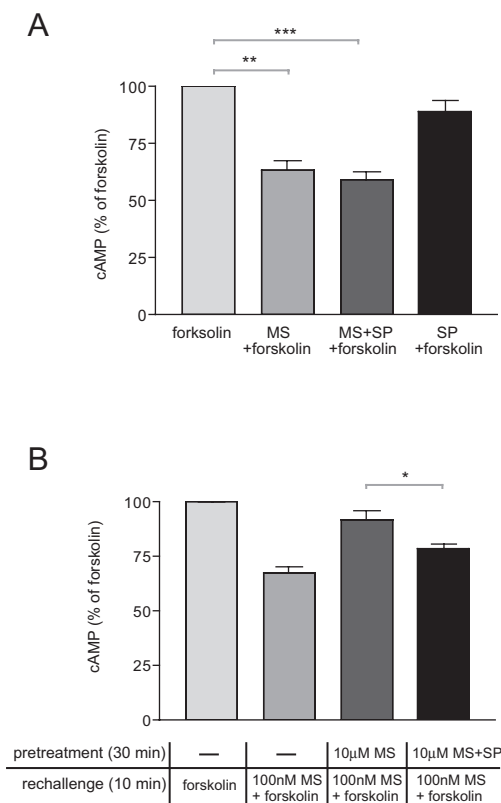 A
***
**
100
75
50
25
0
cAMP (% of forskolin)
forksolin
MS
+forskolin
MS+SP
+forskolin
SP
+forskolin
B
*
100
75
50
25
0
cAMP (% of forskolin)
pretreatment (30 min) — — 10µM MS 10µM MS+SP
rechallenge (10 min) forskolin 100nM MS + forskolin 100nM MS + forskolin 100nM MS + forskolin